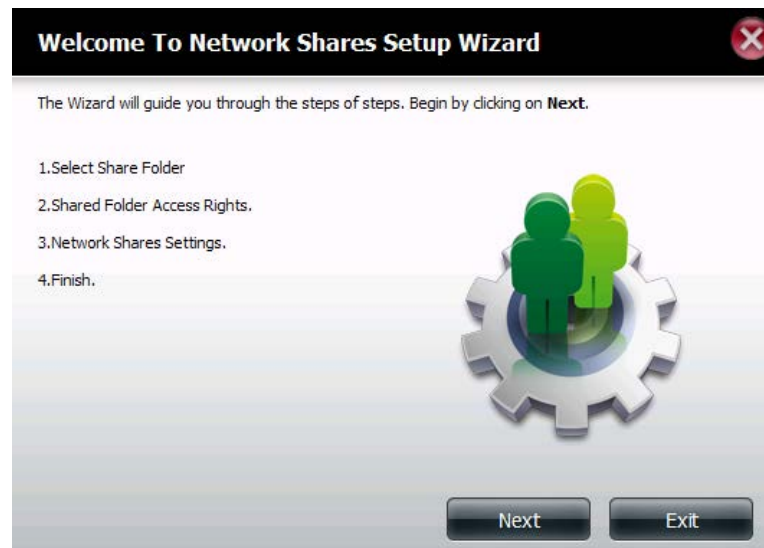 Welcome To Network Shares Setup Wizard
The Wizard will guide you through the steps of steps. Begin by clicking on Next.
1.Select Share Folder
2.Shared Folder Access Rights.
3.Network Shares Settings.
4.Finish.
Next
Exit